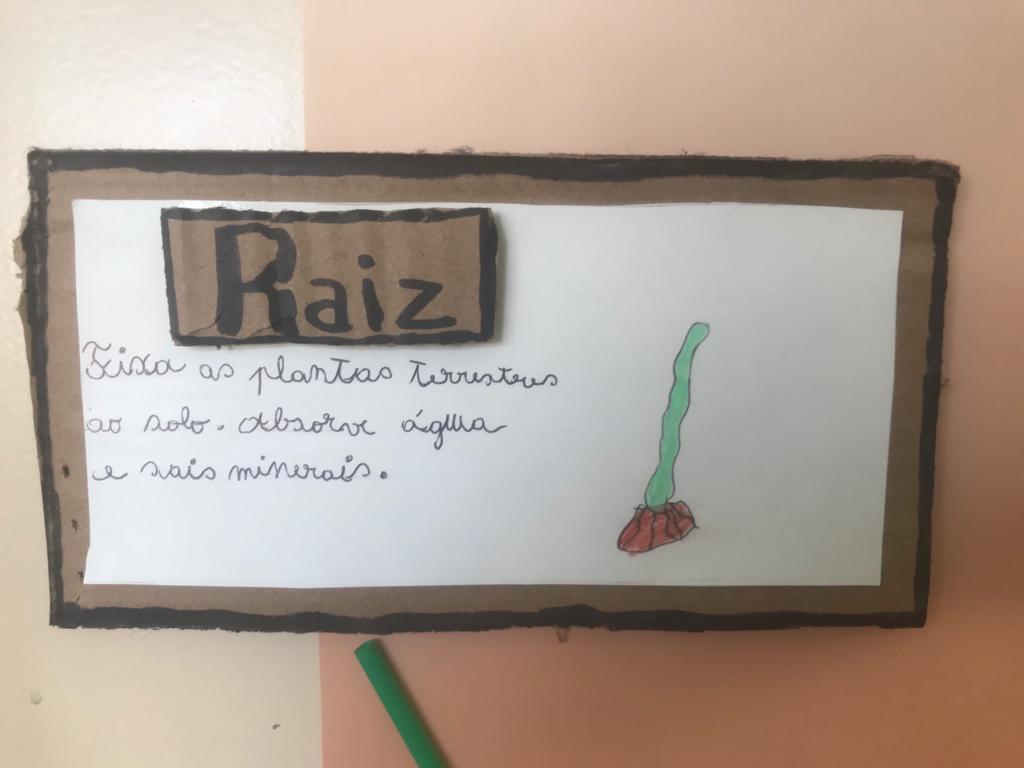 Raiz
Fixa as plantas terrestres
ao solo. Absorve água
e sais minerais.